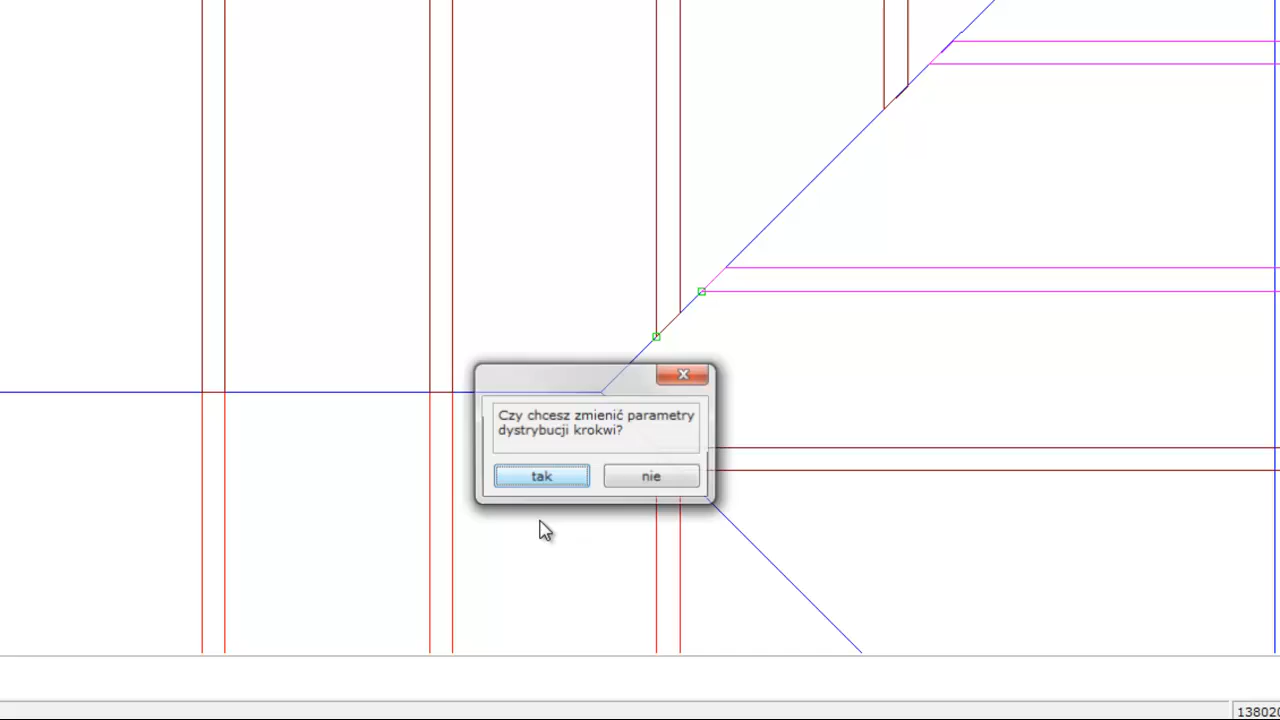 Czy chcesz zmienić parametry
dystrybucji krokwi?
tak nie
13802